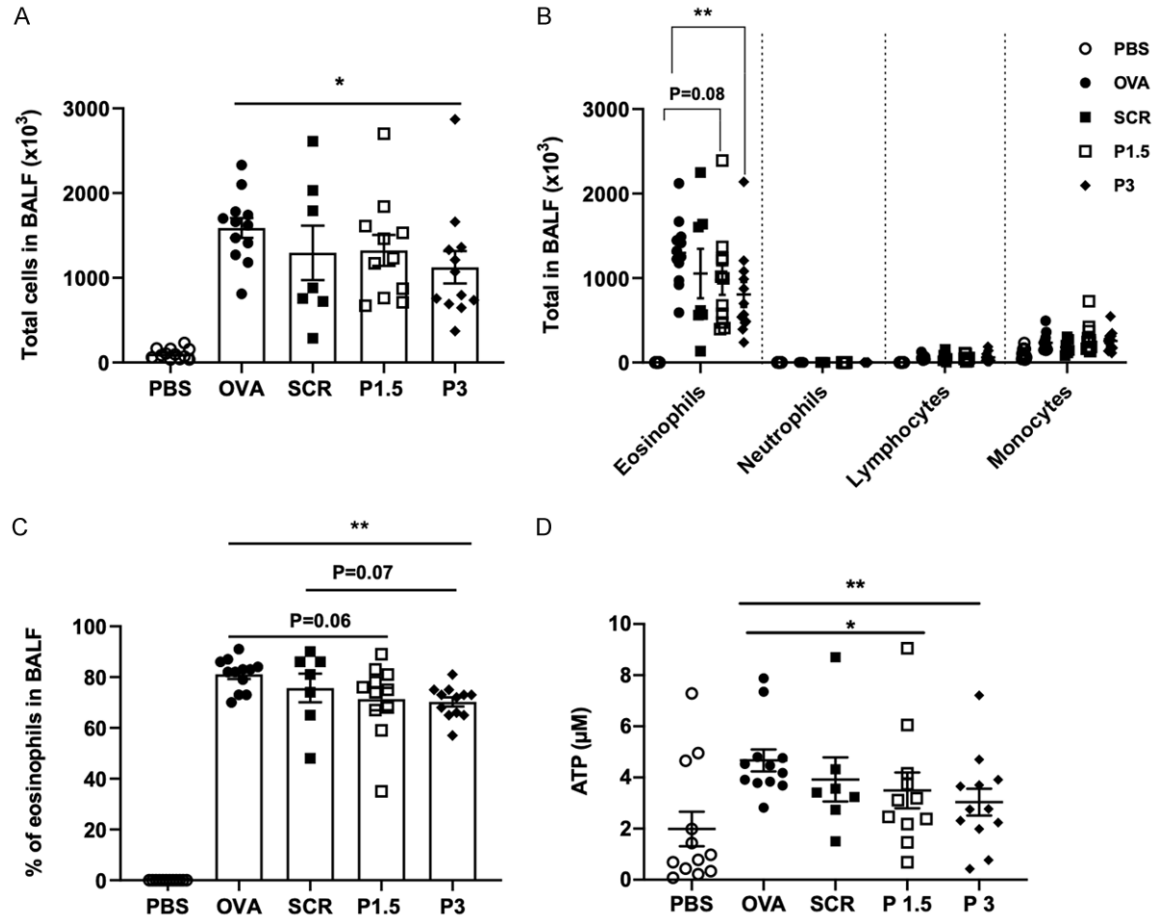 A
*
Total cells in BALF (x10³)
3000
2000
1000
0
PBS OVA SCR P1.5 P3
B
**
P=0.08
Total in BALF (x10³)
3000
2000
1000
0
Eosinophils
Neutrophils
Lymphocytes
Monocytes
PBS
OVA
SCR
P1.5
P3
C
**
P=0.07
P=0.06
% of eosinophils in BALF
100
80
60
40
20
0
PBS OVA SCR P1.5 P3
D
**
*
ATP (µM)
10
8
6
4
2
0
PBS OVA SCR P 1.5 P 3